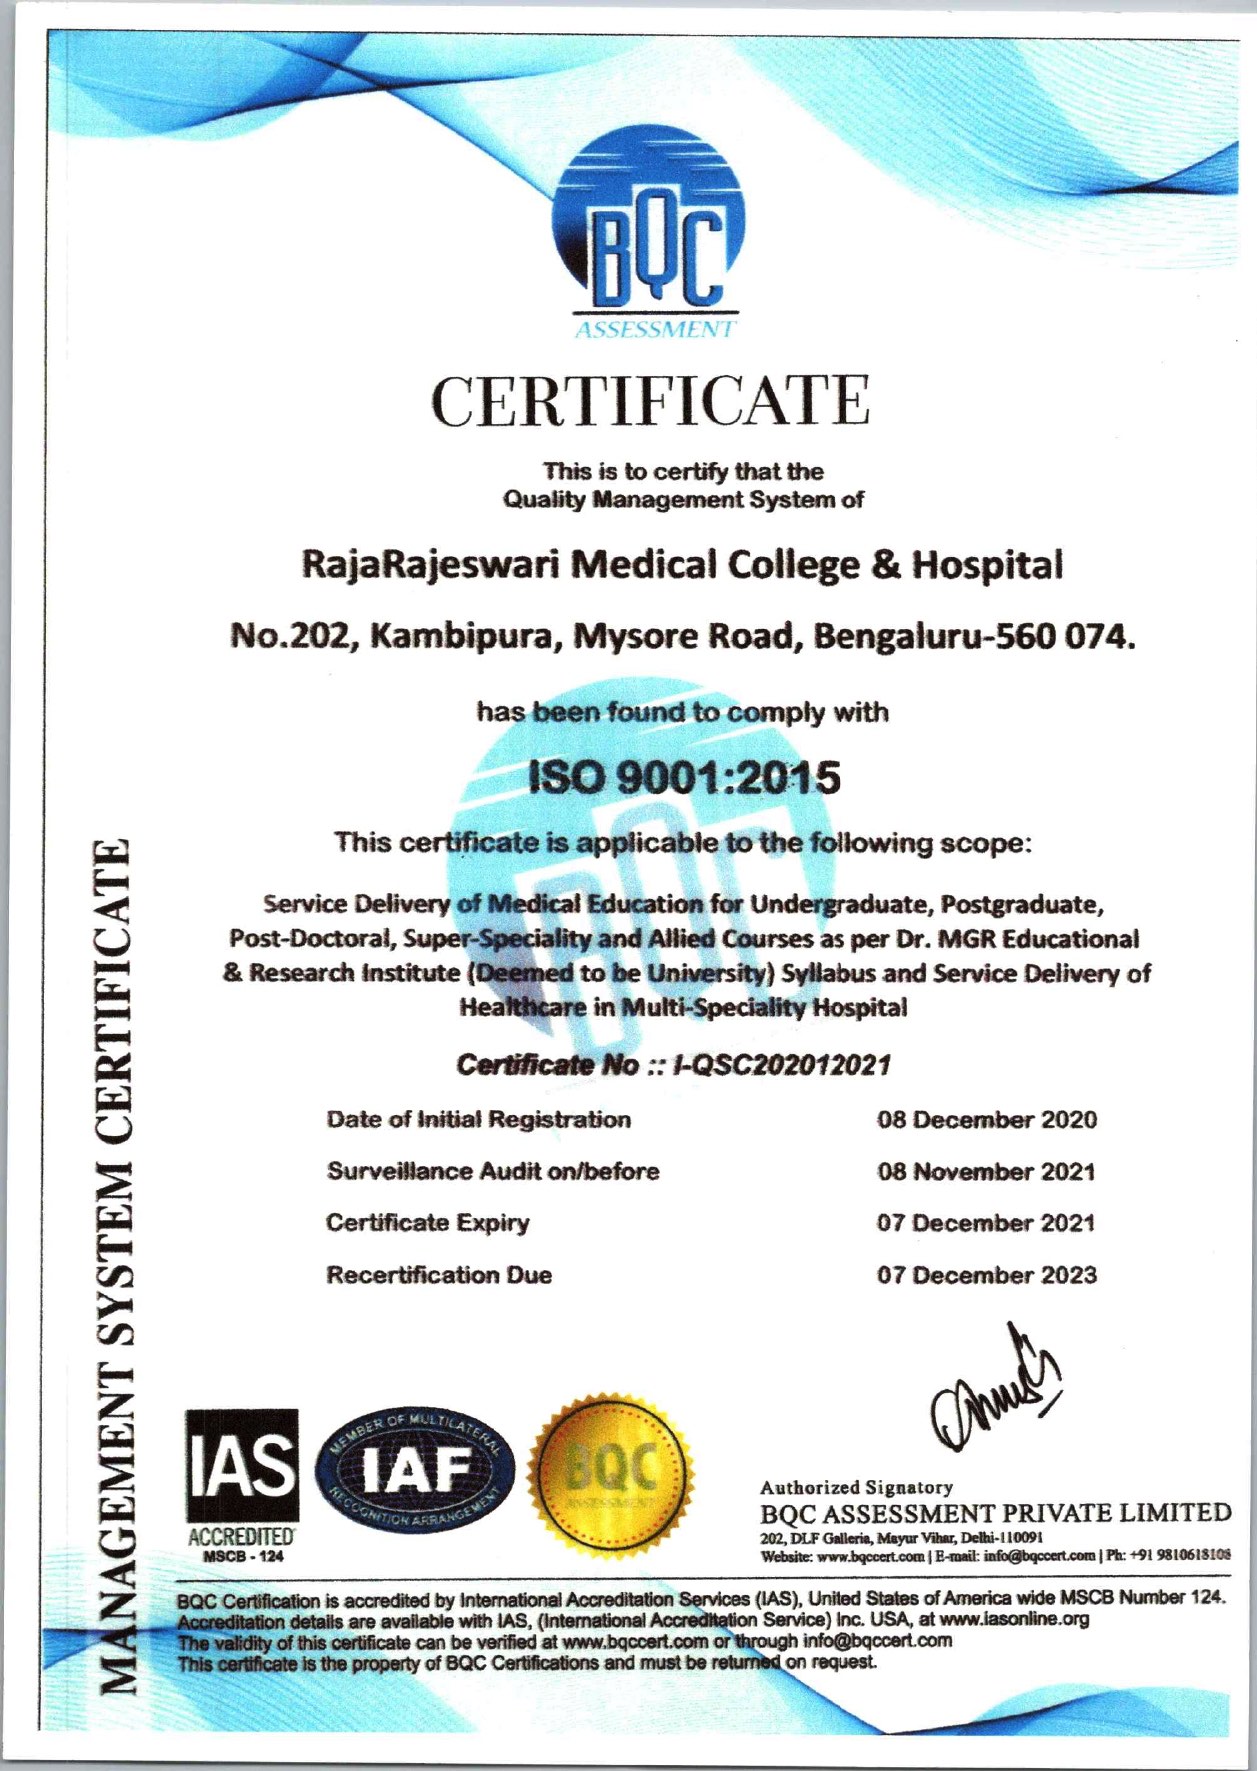 BQC
ASSESSMENT
CERTIFICATE
This is to certify that the
Quality Management System of
RajaRajeswari Medical College & Hospital
No.202, Kambipura, Mysore Road, Bengaluru-560 074.
has been found to comply with
ISO 9001:2015
This certificate is applicable to the following scope:
Service Delivery of Medical Education for Undergraduate, Postgraduate,
Post-Doctoral, Super-Speciality and Allied Courses as per Dr. MGR Educational
& Research Institute (Deemed to be University) Syllabus and Service Delivery of
Healthcare in Multi-Speciality Hospital
BQC
Certificate No :: I-QSC202012021
Date of Initial Registration 08 December 2020
Surveillance Audit on/before 08 November 2021
Certificate Expiry 07 December 2021
Recertification Due 07 December 2023
MANAGEMENT SYSTEM CERTIFICATE
IAS
ACCREDITED
MSCB - 124
MEMBER OF MULTILATERAL
IAF
RECOGNITION ARRANGEMENT
BQC
ASSESSMENT
Authorized Signatory
BQC ASSESSMENT PRIVATE LIMITED
202, DLF Galleria, Mayur Vihar, Delhi-110091
Website: www.bqccert.com | E-mail: info@bqccert.com | Ph: +91 9810618108
BQC Certification is accredited by International Accreditation Services (IAS), United States of America wide MSCB Number 124.
Accreditation details are available with IAS, (International Accreditation Service) Inc. USA, at www.iasonline.org
The validity of this certificate can be verified at www.bqccert.com or through info@bqccert.com
This certificate is the property of BQC Certifications and must be returned on request.